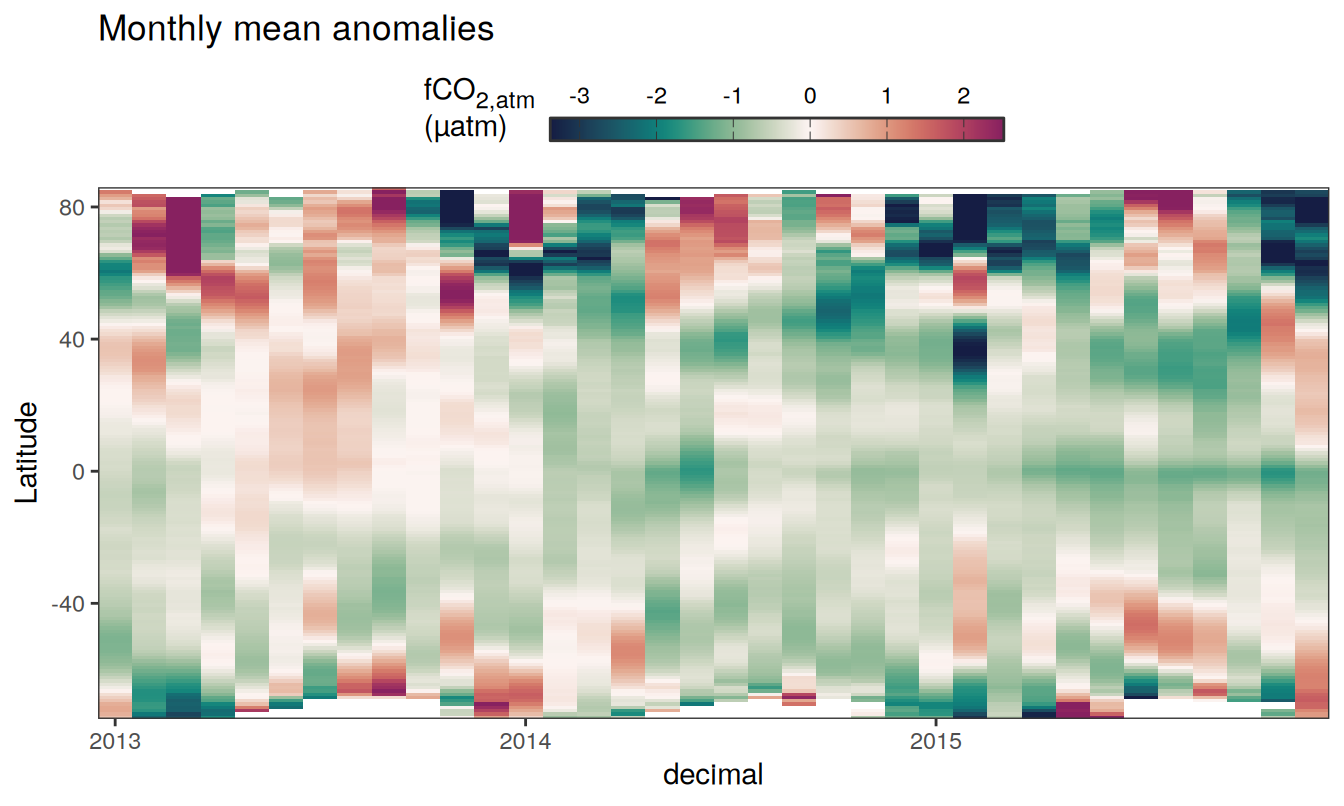 Monthly mean anomalies
fCO2,atm
(µatm)
-3 -2 -1 0 1 2
80
40
0
-40
Latitude
2013 2014 2015
decimal